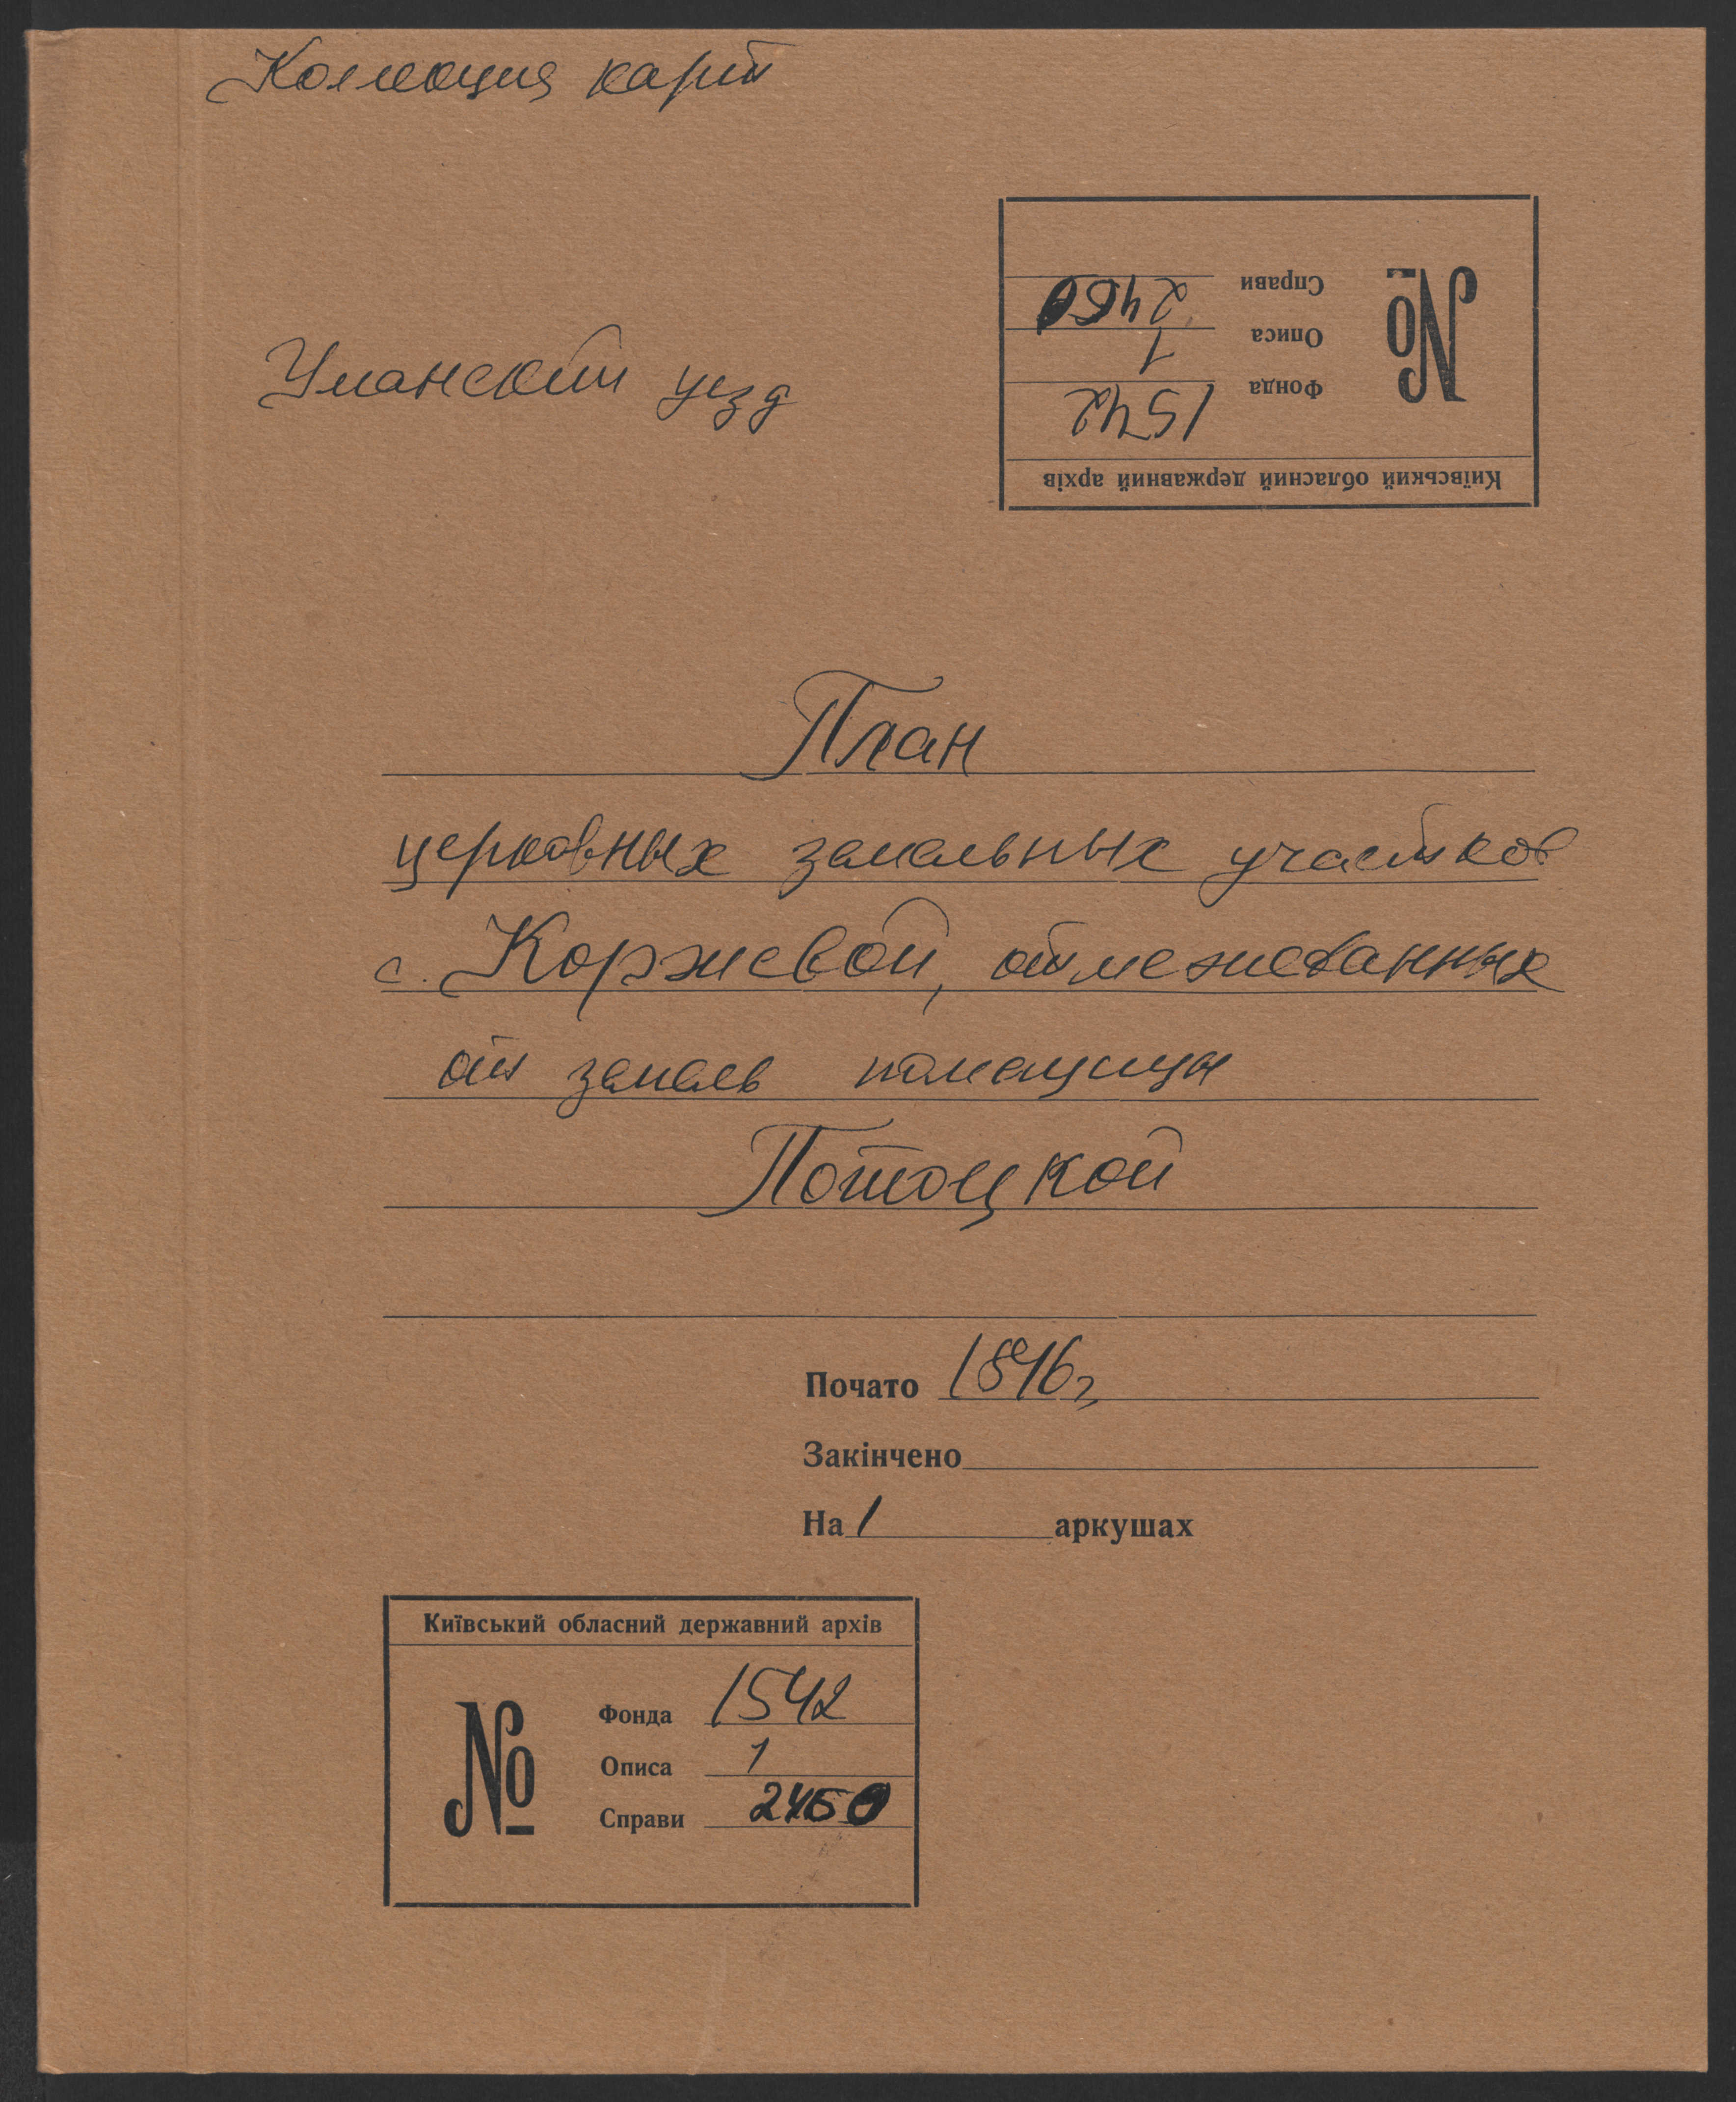 Коллекция карт
Справи 2450
Описа 1
Фонда 1542
№
Київський обласний державний архів
Уманский уезд
План
церковных земельных участков
с. Коржевой, отмежеванных
от земель помещицы
Потоцкой
Почато 1846 г.
Закінчено
На 1 аркушах
Київський обласний державний архів
№
Фонда 1542
Описа 1
Справи 2450